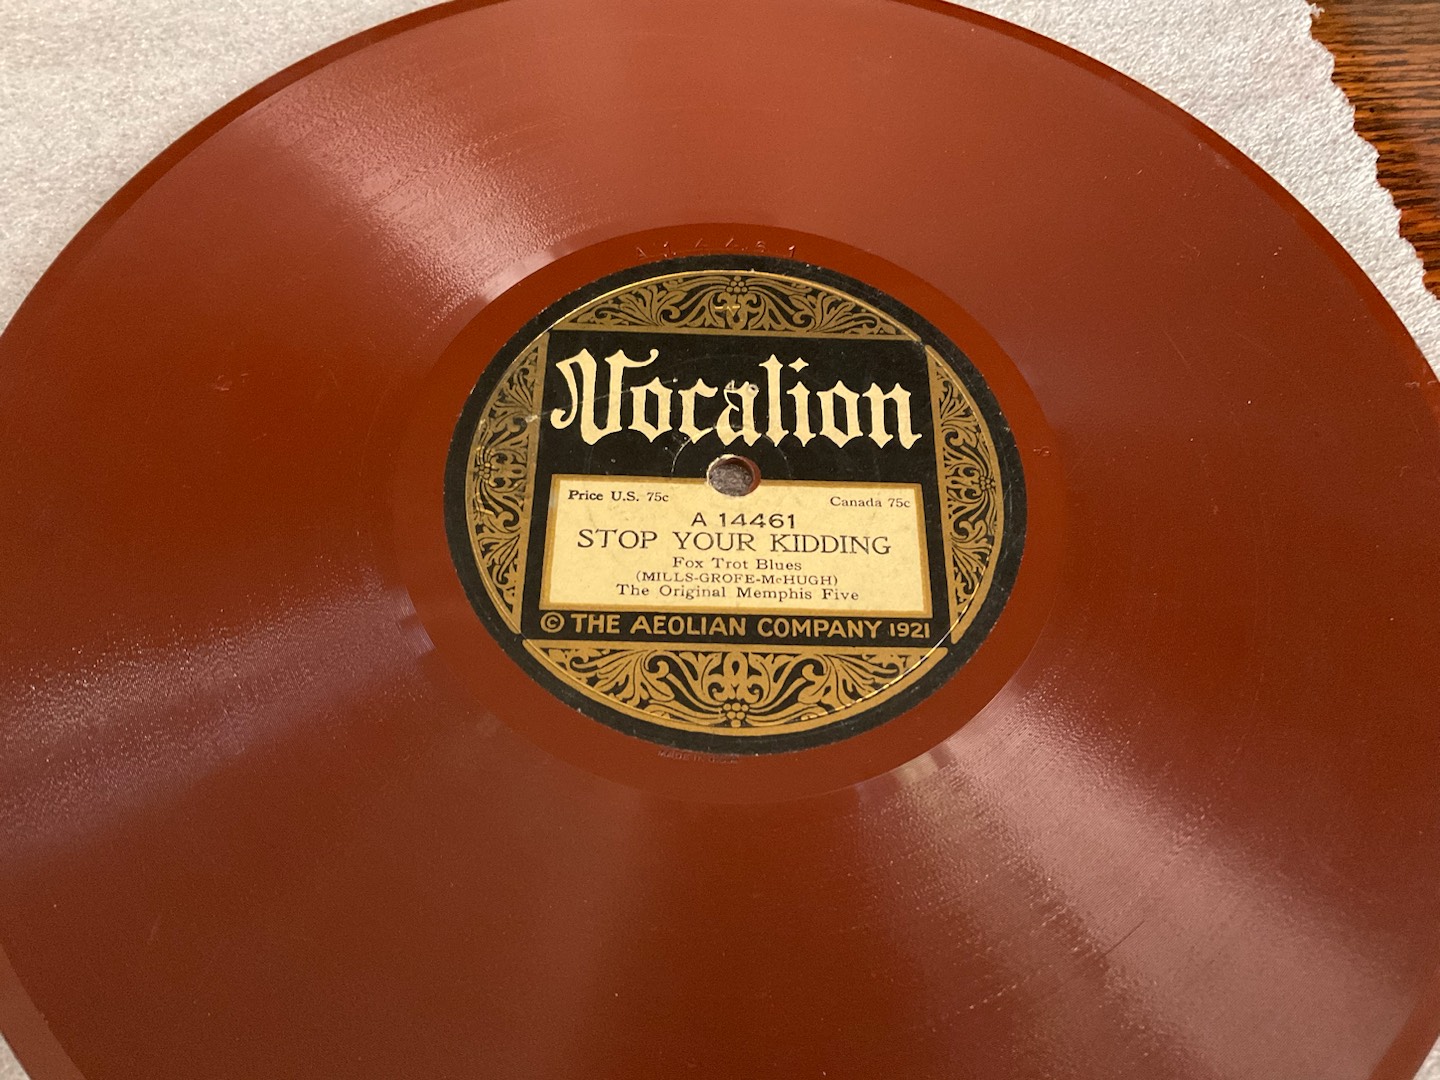 14461
Vocalion
Price U.S. 75c
Canada 75c
A 14461
STOP YOUR KIDDING
Fox Trot Blues
(MILLS-GROFE-McHUGH)
The Original Memphis Five
© THE AEOLIAN COMPANY 1921